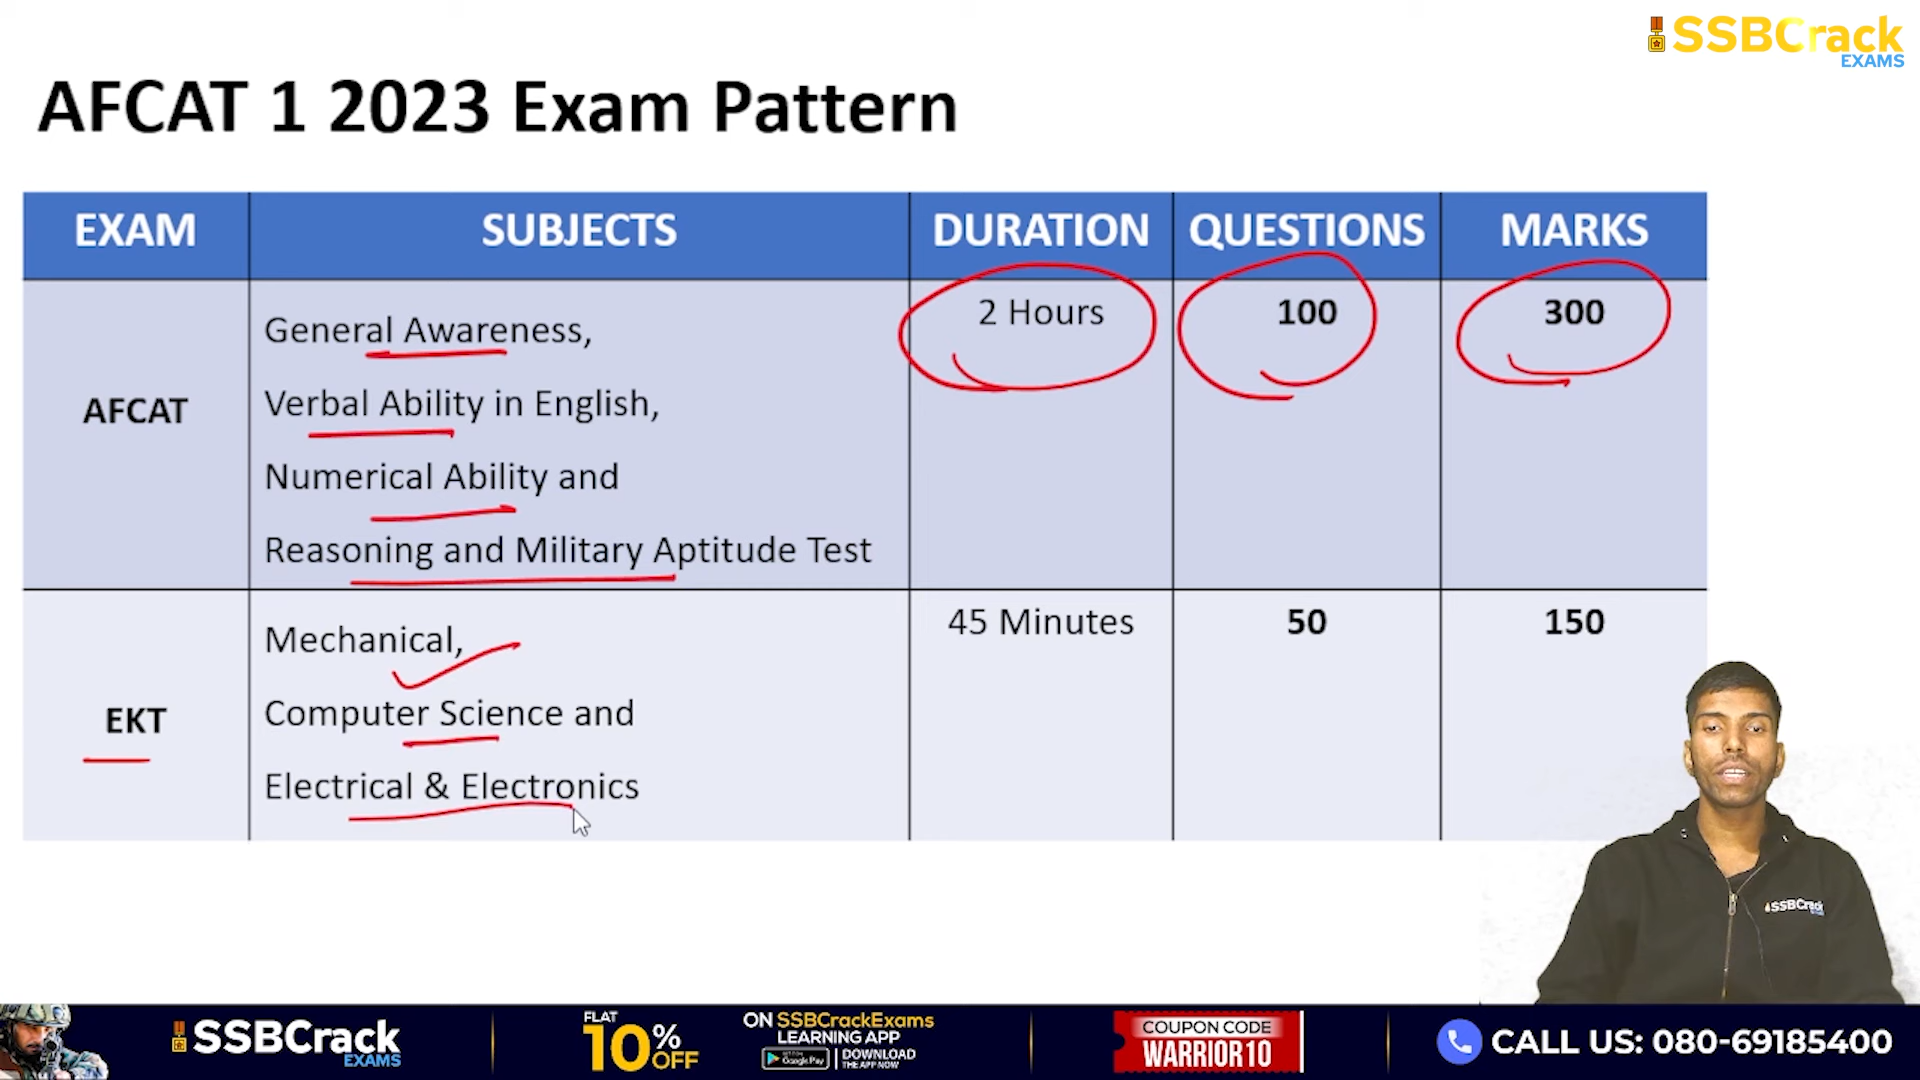 SSBCrack
EXAMS
AFCAT 1 2023 Exam Pattern
EXAM SUBJECTS DURATION QUESTIONS MARKS
AFCAT
General Awareness,
Verbal Ability in English,
Numerical Ability and
Reasoning and Military Aptitude Test
2 Hours 100 300
EKT
Mechanical,
Computer Science and
Electrical & Electronics
45 Minutes 50 150
SSBCrack
SSBCrack
EXAMS
FLAT
10% OFF
ON SSBCrackExams
LEARNING APP
Google Play
DOWNLOAD
THE APP NOW
COUPON CODE
WARRIOR10
CALL US: 080-69185400